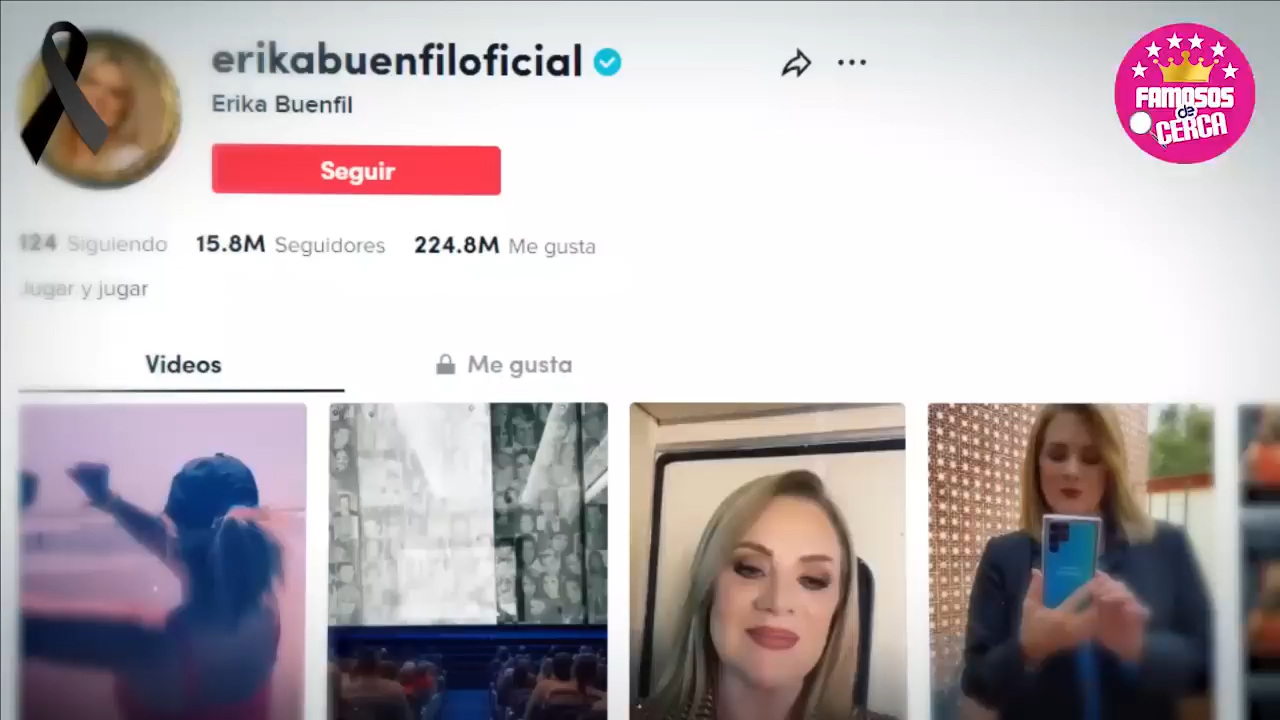 erikabuenfiloficial
Erika Buenfil
Seguir
124 Siguiendo 15.8M Seguidores 224.8M Me gusta
Jugar y jugar
Videos Me gusta
FAMOSOS
de
CERCA